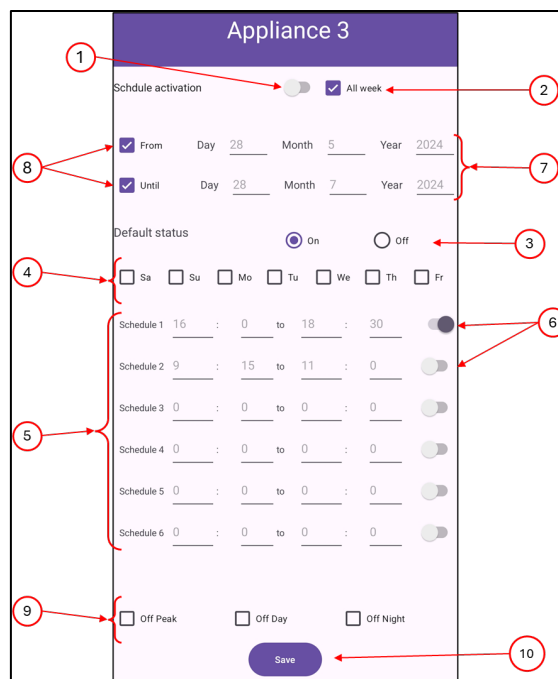 Appliance 3
1
Schdule activation
All week
2
8
From Day 28 Month 5 Year 2024
7
Until Day 28 Month 7 Year 2024
Default status
On
Off
3
4
Sa Su Mo Tu We Th Fr
Schedule 1 16 : 0 to 18 : 30
6
Schedule 2 9 : 15 to 11 : 0
5
Schedule 3 0 : 0 to 0 : 0
Schedule 4 0 : 0 to 0 : 0
Schedule 5 0 : 0 to 0 : 0
Schedule 6 0 : 0 to 0 : 0
9
Off Peak Off Day Off Night
Save
10